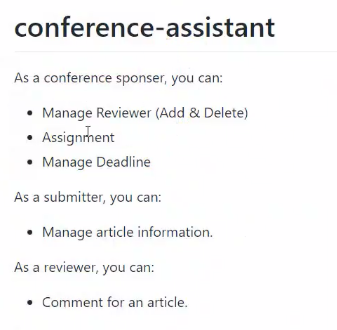 conference-assistant
As a conference sponser, you can:
Manage Reviewer (Add & Delete)
Assignment
Manage Deadline
As a submitter, you can:
Manage article information.
As a reviewer, you can:
Comment for an article.